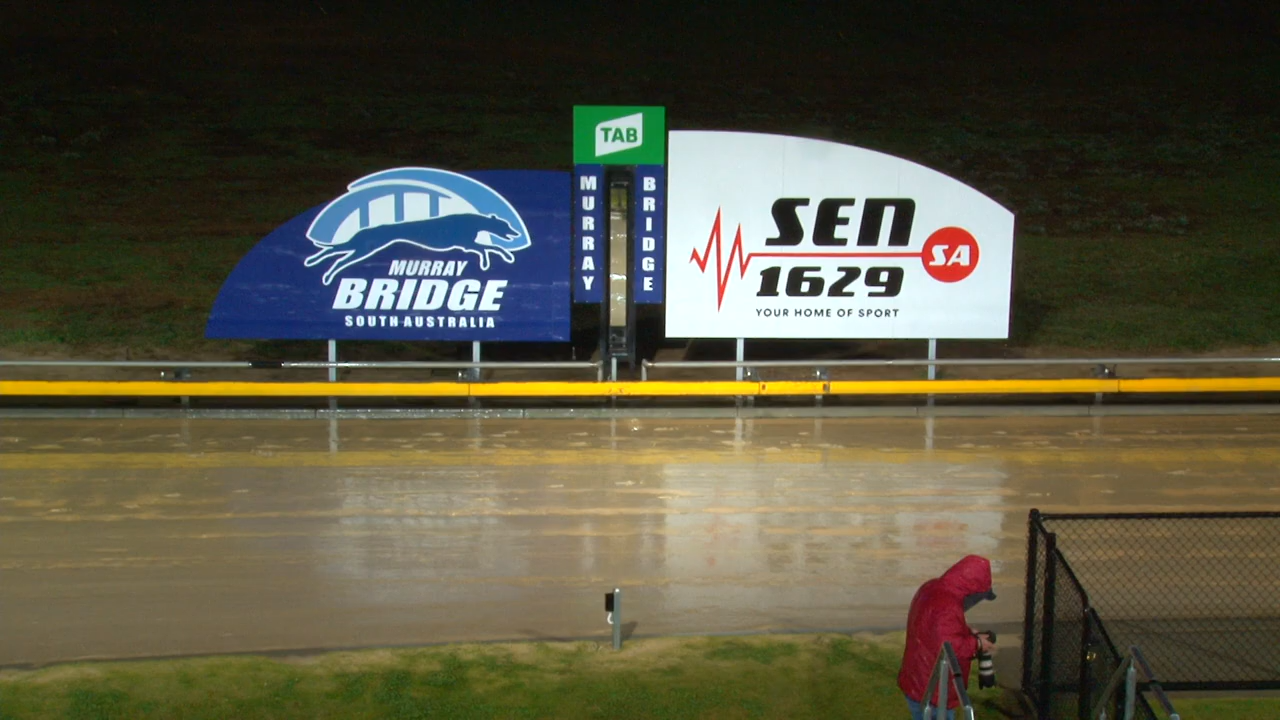 TAB
MURRAY
BRIDGE
MURRAY
BRIDGE
SOUTH AUSTRALIA
SEN
SA
1629
YOUR HOME OF SPORT